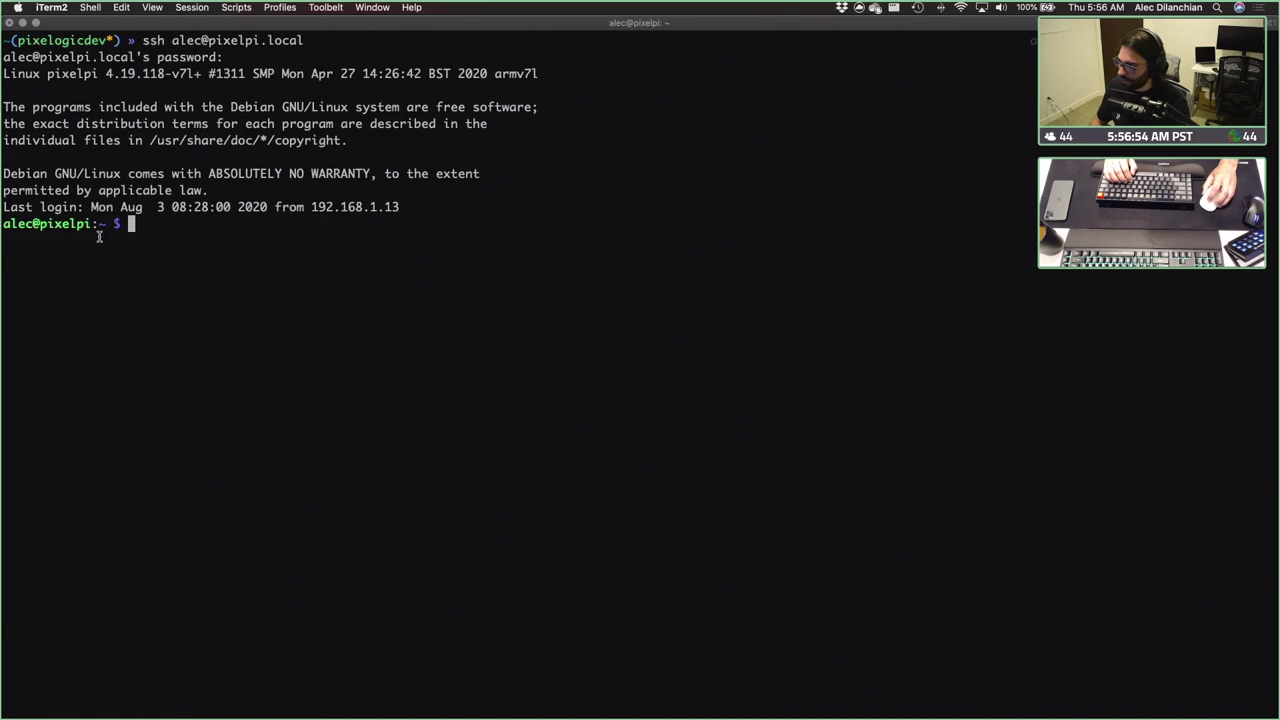 iTerm2 Shell Edit View Session Scripts Profiles Toolbelt Window Help
100% Thu 5:56 AM Alec Dilanchian
alec@pixelpi: ~
~(pixelogicdev*) » ssh alec@pixelpi.local
alec@pixelpi.local's password:
Linux pixelpi 4.19.118-v7l+ #1311 SMP Mon Apr 27 14:26:42 BST 2020 armv7l
The programs included with the Debian GNU/Linux system are free software;
the exact distribution terms for each program are described in the
individual files in /usr/share/doc/*/copyright.
Debian GNU/Linux comes with ABSOLUTELY NO WARRANTY, to the extent
permitted by applicable law.
Last login: Mon Aug  3 08:28:00 2020 from 192.168.1.13
alec@pixelpi:~ $
44 5:56:54 AM PST 44